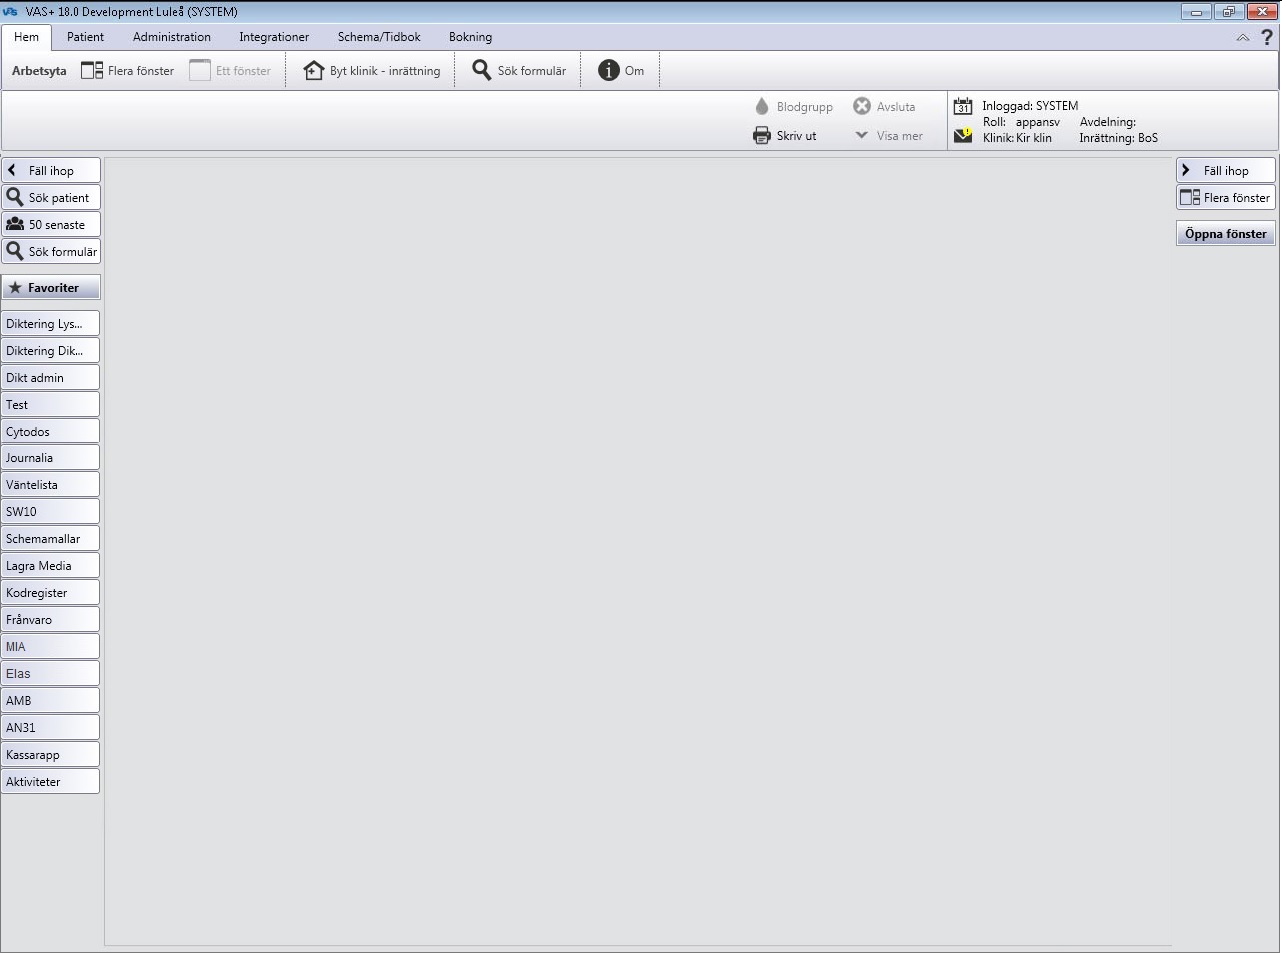 VAS+ 18.0 Development Luleå (SYSTEM)
Hem Patient Administration Integrationer Schema/Tidbok Bokning
Arbetsyta Flera fönster Ett fönster Byt klinik - inrättning Sök formulär Om
Blodgrupp Avsluta
Skriv ut Visa mer
31 Inloggad: SYSTEM
Roll: appansv Avdelning:
Klinik: Kir klin Inrättning: BoS
Fäll ihop
Sök patient
50 senaste
Sök formulär
Favoriter
Diktering Lys...
Diktering Dik...
Dikt admin
Test
Cytodos
Journalia
Väntelista
SW10
Schemamallar
Lagra Media
Kodregister
Frånvaro
MIA
Elas
AMB
AN31
Kassarapp
Aktiviteter
Fäll ihop
Flera fönster
Öppna fönster